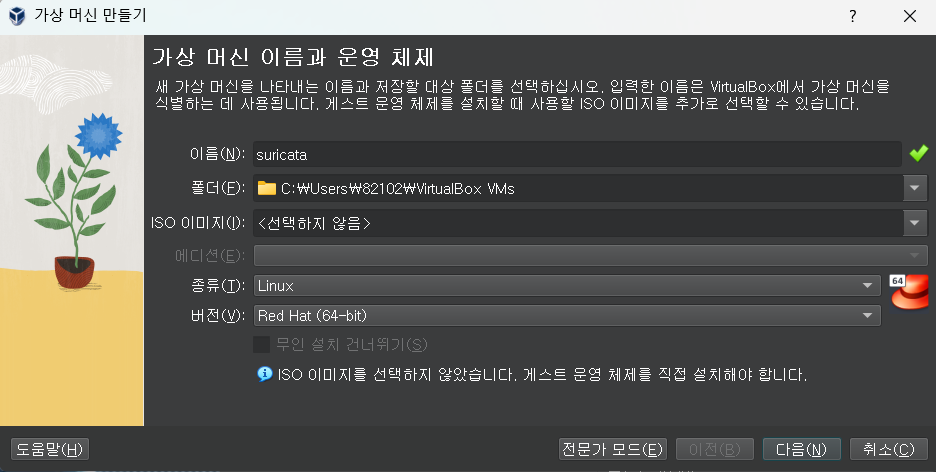 가상 머신 만들기
?
가상 머신 이름과 운영 체제
새 가상 머신을 나타내는 이름과 저장할 대상 폴더를 선택하십시오. 입력한 이름은 VirtualBox에서 가상 머신을
식별하는 데 사용됩니다. 게스트 운영 체제를 설치할 때 사용할 ISO 이미지를 추가로 선택할 수 있습니다.
이름(N): suricata
폴더(F): C:₩Users₩82102₩VirtualBox VMs
ISO 이미지(I): <선택하지 않음>
에디션(E):
종류(T): Linux
64
버전(V): Red Hat (64-bit)
무인 설치 건너뛰기(S)
ISO 이미지를 선택하지 않았습니다. 게스트 운영 체제를 직접 설치해야 합니다.
도움말(H) 전문가 모드(E) 이전(B) 다음(N) 취소(C)